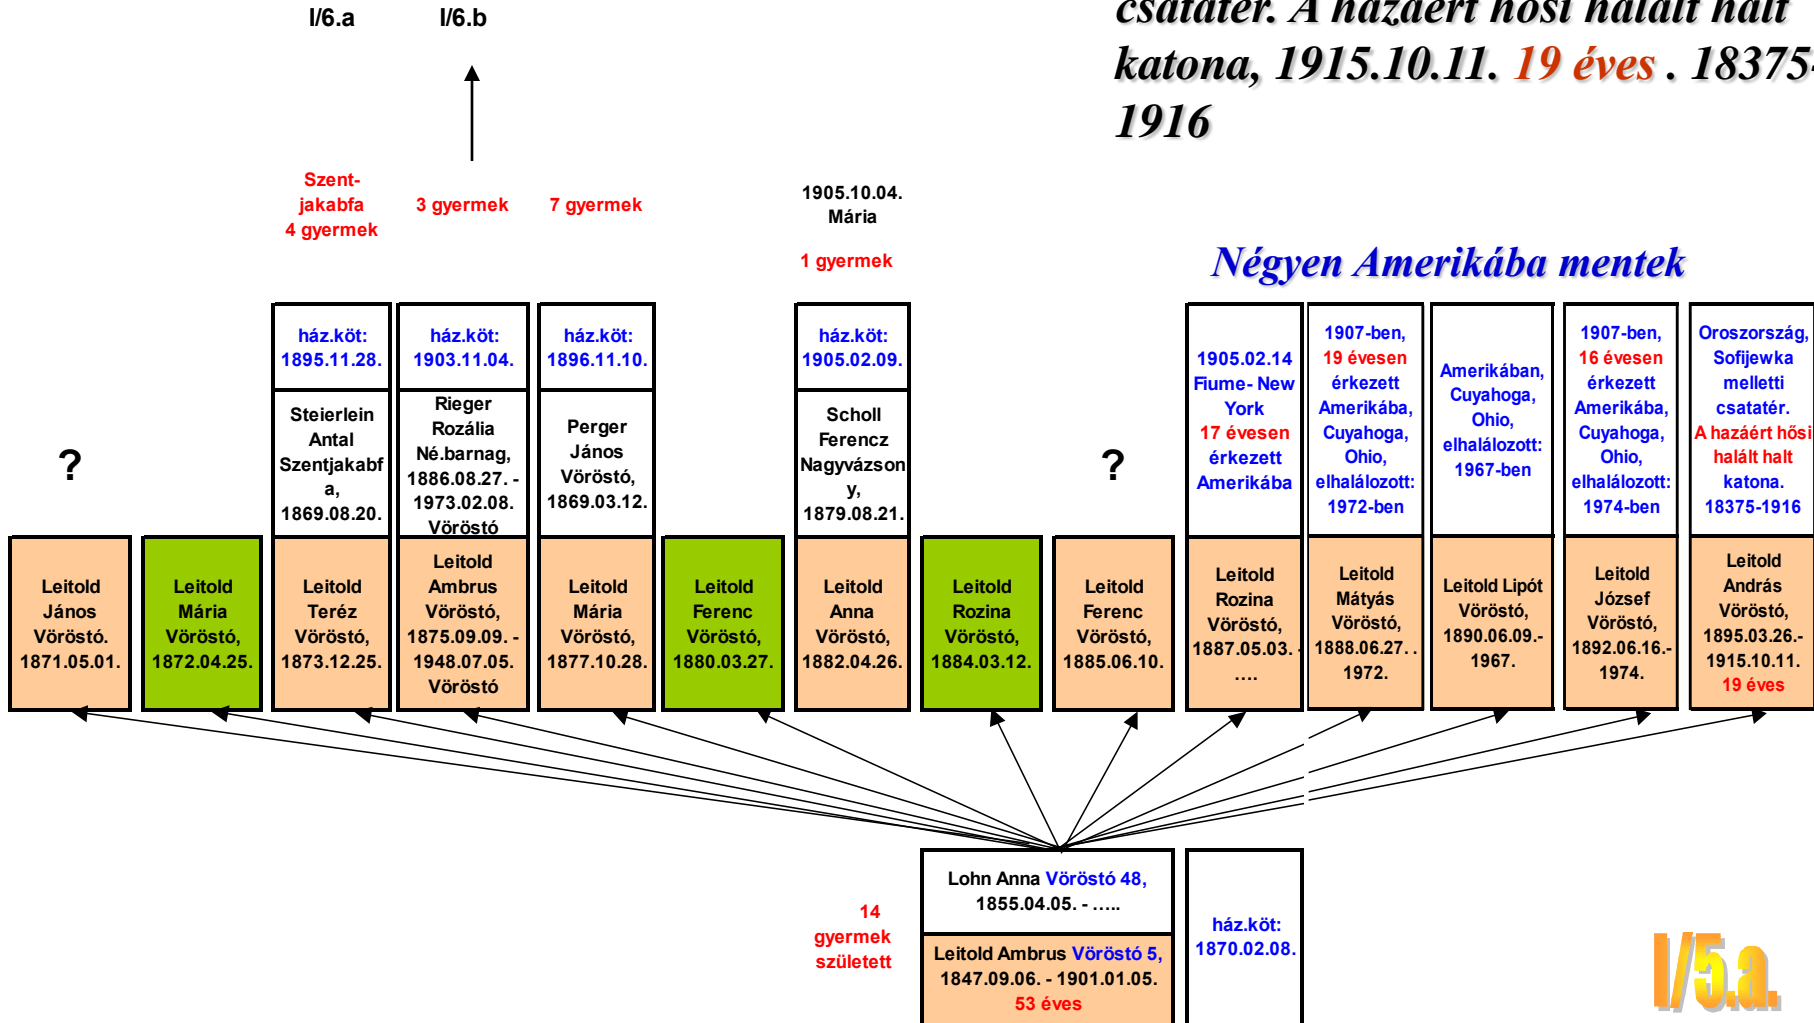 I/6.a
I/6.b
csatatér. A hazáért hősi halált halt
katona, 1915.10.11. 19 éves . 18375-
1916
Szent-
jakabfa
4 gyermek
3 gyermek
7 gyermek
1905.10.04.
Mária
1 gyermek
Négyen Amerikába mentek
ház.köt:
1895.11.28.
ház.köt:
1903.11.04.
ház.köt:
1896.11.10.
ház.köt:
1905.02.09.
1905.02.14
Fiume- New
York
17 évesen
érkezett
Amerikába
1907-ben,
19 évesen
érkezett
Amerikába,
Cuyahoga,
Ohio,
elhalálozott:
1972-ben
Amerikában,
Cuyahoga,
Ohio,
elhalálozott:
1967-ben
1907-ben,
16 évesen
érkezett
Amerikába,
Cuyahoga,
Ohio,
elhalálozott:
1974-ben
Oroszország,
Sofijewka
melletti
csatatér.
A hazáért hősi
halált halt
katona.
18375-1916
?
Steierlein
Antal
Szentjakabf
a,
1869.08.20.
Rieger
Rozália
Né.barnag,
1886.08.27. -
1973.02.08.
Vöröstó
Perger
János
Vöröstó,
1869.03.12.
Scholl
Ferencz
Nagyvázson
y,
1879.08.21.
?
Leitold
János
Vöröstó.
1871.05.01.
Leitold
Mária
Vöröstó,
1872.04.25.
Leitold
Teréz
Vöröstó,
1873.12.25.
Leitold
Ambrus
Vöröstó,
1875.09.09. -
1948.07.05.
Vöröstó
Leitold
Mária
Vöröstó,
1877.10.28.
Leitold
Ferenc
Vöröstó,
1880.03.27.
Leitold
Anna
Vöröstó,
1882.04.26.
Leitold
Rozina
Vöröstó,
1884.03.12.
Leitold
Ferenc
Vöröstó,
1885.06.10.
Leitold
Rozina
Vöröstó,
1887.05.03. -
….
Leitold
Mátyás
Vöröstó,
1888.06.27. .
1972.
Leitold Lipót
Vöröstó,
1890.06.09.-
1967.
Leitold
József
Vöröstó,
1892.06.16.-
1974.
Leitold
András
Vöröstó,
1895.03.26.-
1915.10.11.
19 éves
14
gyermek
született
Lohn Anna Vöröstó 48,
1855.04.05. - …..
Leitold Ambrus Vöröstó 5,
1847.09.06. - 1901.01.05.
53 éves
ház.köt:
1870.02.08.
I/5.a.